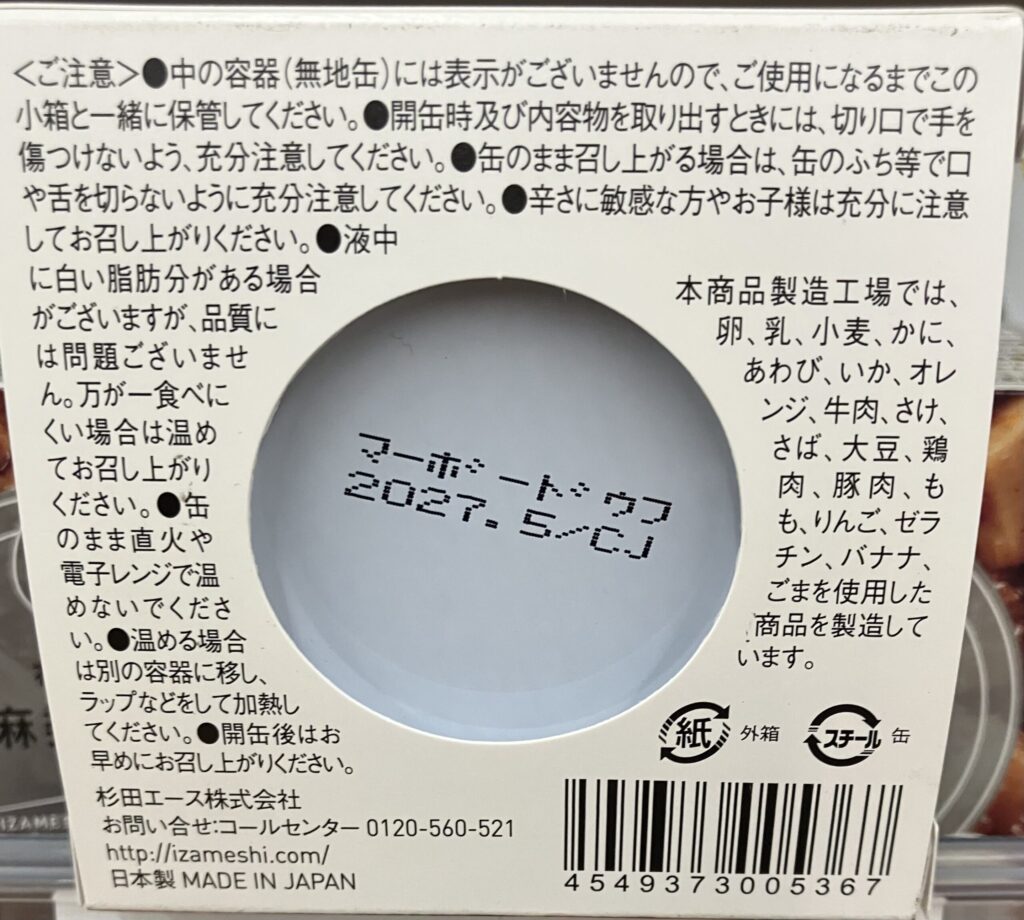 <ご注意>●中の容器(無地缶)には表示がございませんので、ご使用になるまでこの
小箱と一緒に保管してください。●開缶時及び内容物を取り出すときには、切り口で手を
傷つけないよう、充分注意してください。●缶のまま召し上がる場合は、缶のふち等で口
や舌を切らないように充分注意してください。●辛さに敏感な方やお子様は充分に注意
してお召し上がりください。●液中
に白い脂肪分がある場合
がございますが、品質に
は問題ございませ
ん。万が一食べに
くい場合は温め
てお召し上がり
ください。●缶
のまま直火や
電子レンジで温
めないでくださ
い。●温める場合
は別の容器に移し、
ラップなどをして加熱し
てください。●開缶後はお
早めにお召し上がりください。
マーボードウフ
2027. 5/CJ
本商品製造工場では、
卵、乳、小麦、かに、
あわび、いか、オレ
ンジ、牛肉、さけ、
さば、大豆、鶏
肉、豚肉、も
も、りんご、ゼラ
チン、バナナ、
ごまを使用した
商品を製造して
います。
紙 外箱 スチール 缶
杉田エース株式会社
お問い合せ:コールセンター 0120-560-521
http://izameshi.com/
日本製 MADE IN JAPAN
4549373005367
麻
IZAME